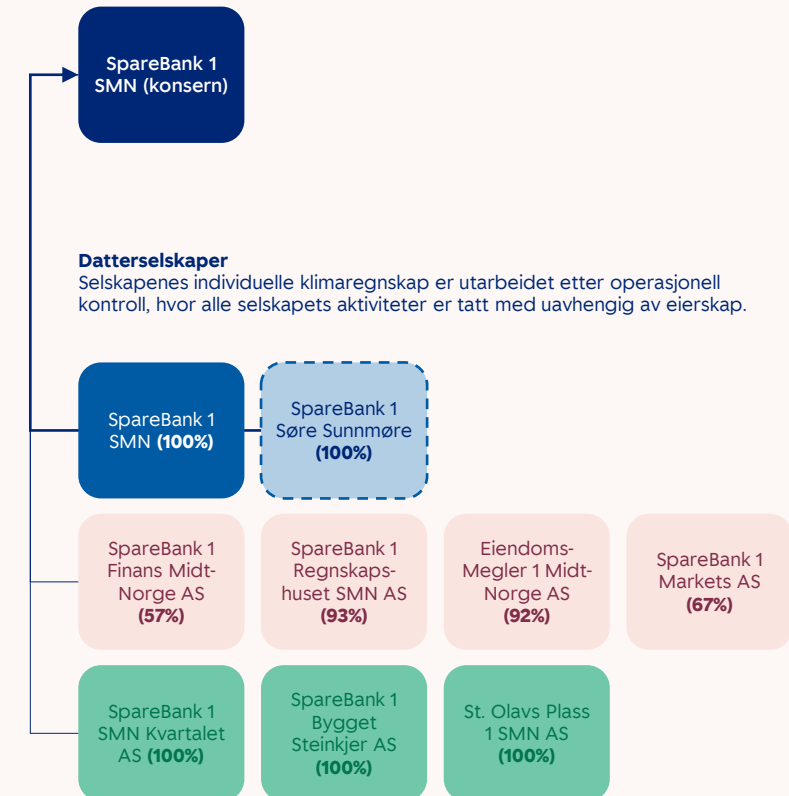 SpareBank 1
SMN (konsern)
Datterselskaper
Selskapenes individuelle klimaregnskap er utarbeidet etter operasjonell
kontroll, hvor alle selskapets aktiviteter er tatt med uavhengig av eierskap.
SpareBank 1
SMN (100%)
SpareBank 1
Søre Sunnmøre
(100%)
SpareBank 1
Finans Midt-
Norge AS
(57%)
SpareBank 1
Regnskaps-
huset SMN AS
(93%)
Eiendoms-
Megler 1 Midt-
Norge AS
(92%)
SpareBank 1
Markets AS
(67%)
SpareBank 1
SMN Kvartalet
AS (100%)
SpareBank 1
Bygget
Steinkjer AS
(100%)
St. Olavs Plass
1 SMN AS
(100%)